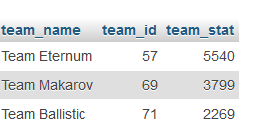 team_name team_id team_stat
Team Eternum 57 5540
Team Makarov 69 3799
Team Ballistic 71 2269